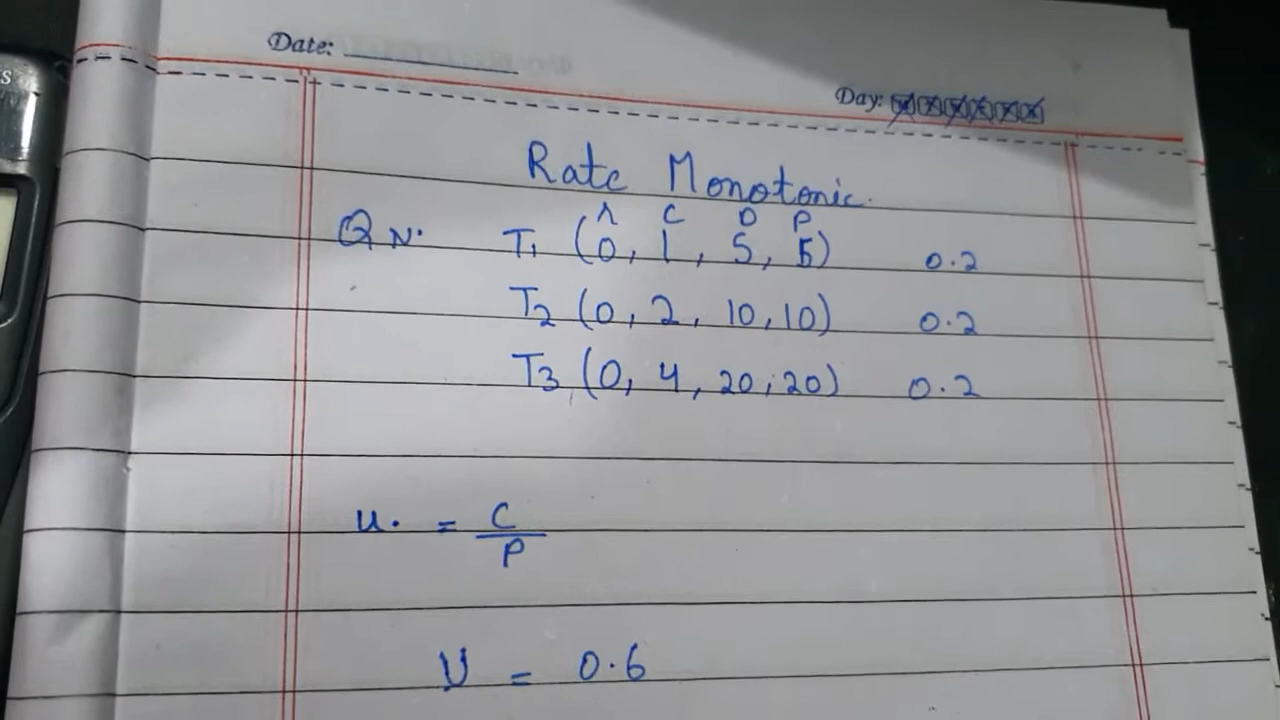 Date:
Day:
Rate Monotonic.
r C D P
Q N. T1 (0, 1, 5, 5) 0.2
T2 (0, 2, 10, 10) 0.2
T3 (0, 4, 20, 20) 0.2
u. = C
P
U = 0.6